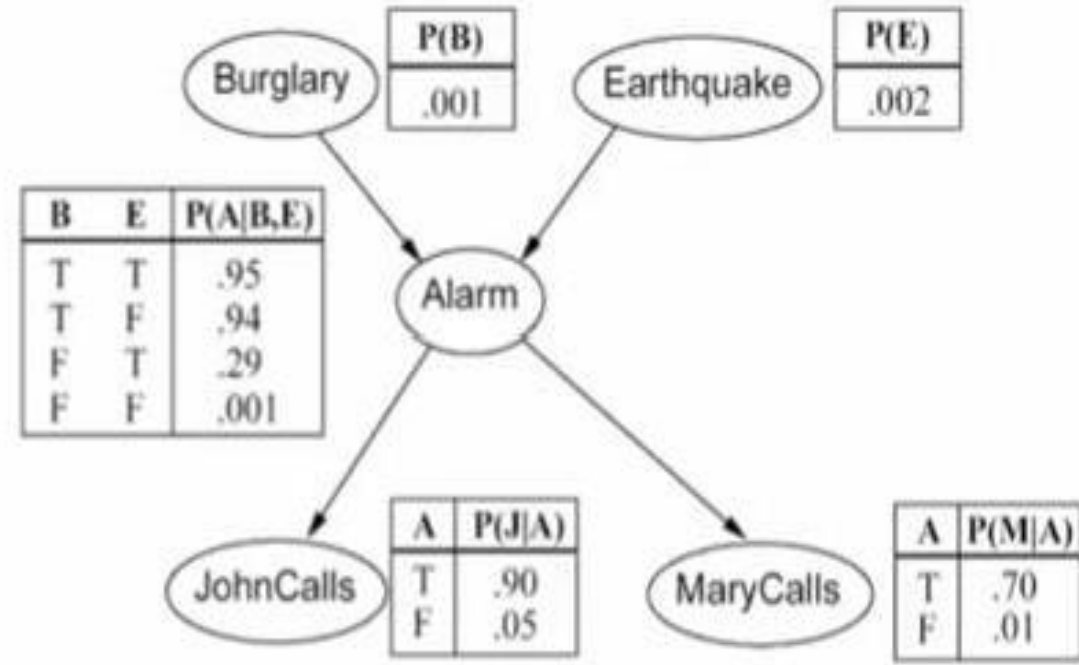 Burglary
P(B)
.001
Earthquake
P(E)
.002
B E P(A|B,E)
T T .95
T F .94
F T .29
F F .001
Alarm
JohnCalls
A P(J|A)
T .90
F .05
MaryCalls
A P(M|A)
T .70
F .01